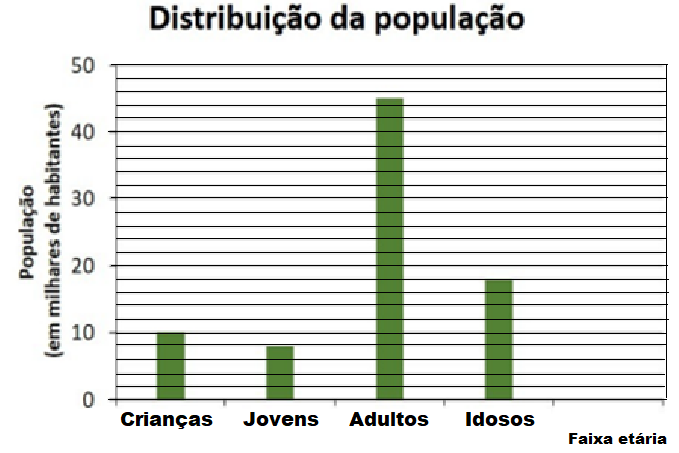 Distribuição da população
População
(em milhares de habitantes)
50
40
30
20
10
0
Crianças Jovens Adultos Idosos
Faixa etária